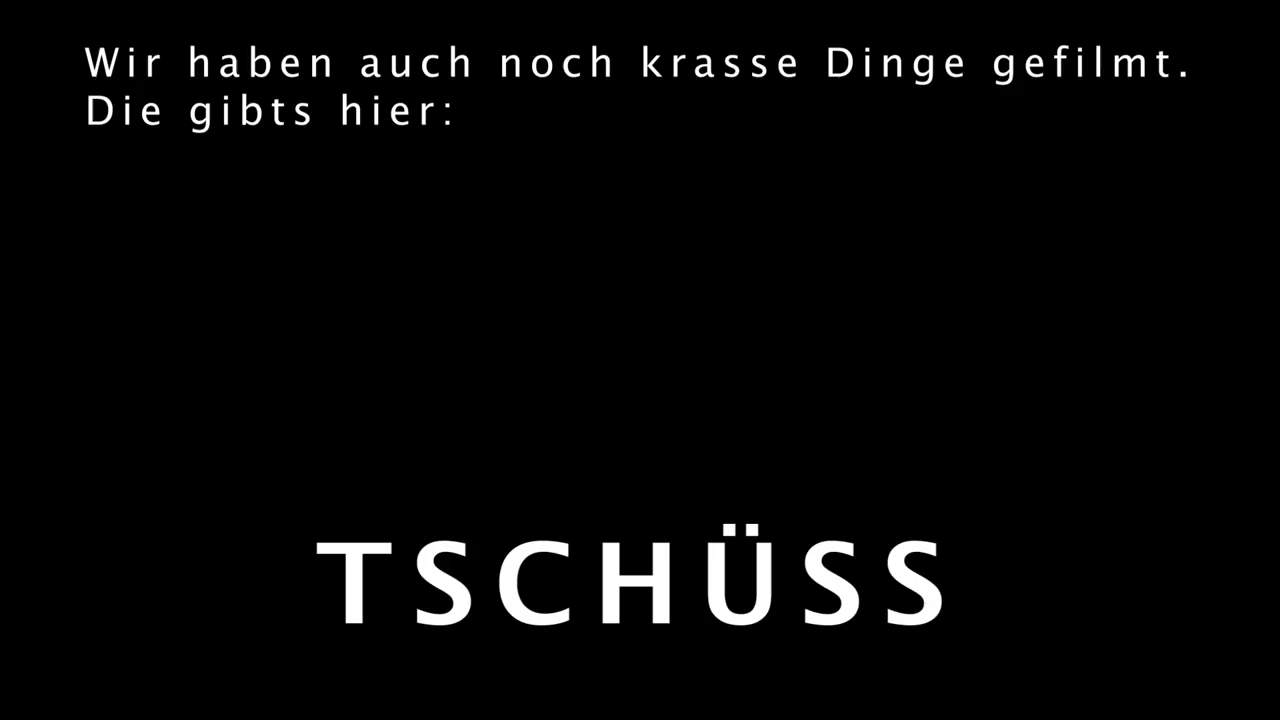 Wir haben auch noch krasse Dinge gefilmt.
Die gibts hier:
TSCHÜSS